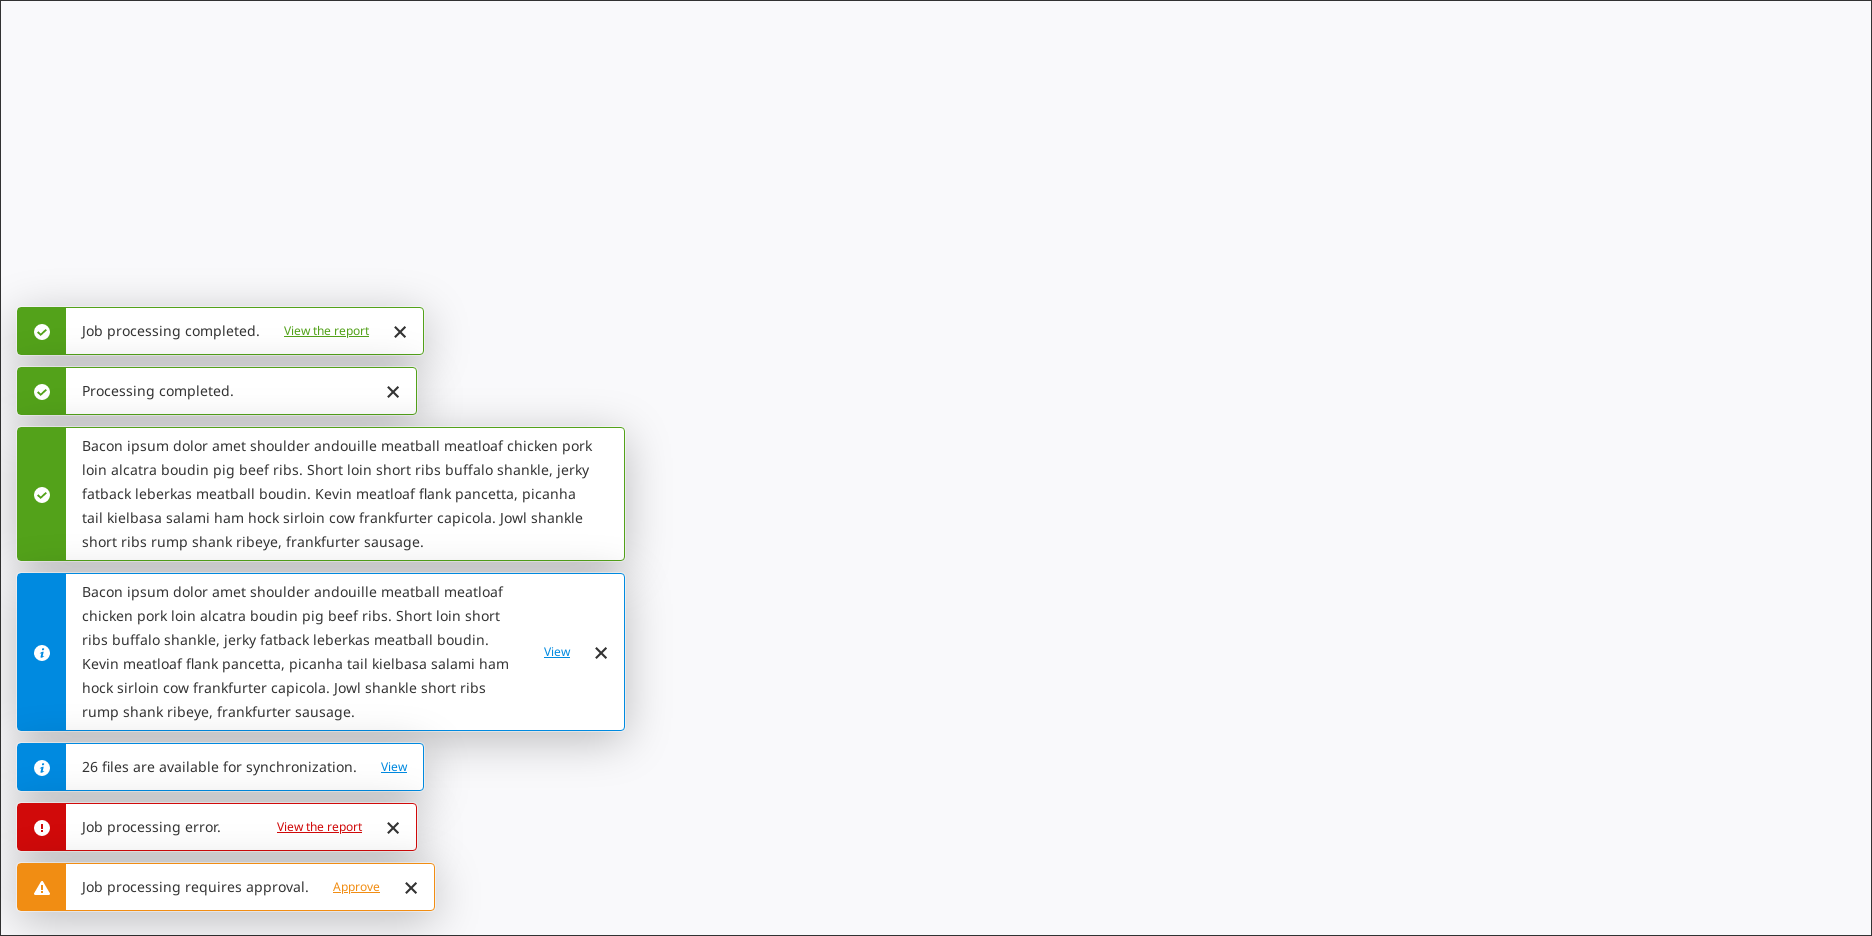 Job processing completed. View the report
Processing completed.
Bacon ipsum dolor amet shoulder andouille meatball meatloaf chicken pork
loin alcatra boudin pig beef ribs. Short loin short ribs buffalo shankle, jerky
fatback leberkas meatball boudin. Kevin meatloaf flank pancetta, picanha
tail kielbasa salami ham hock sirloin cow frankfurter capicola. Jowl shankle
short ribs rump shank ribeye, frankfurter sausage.
Bacon ipsum dolor amet shoulder andouille meatball meatloaf
chicken pork loin alcatra boudin pig beef ribs. Short loin short
ribs buffalo shankle, jerky fatback leberkas meatball boudin.
Kevin meatloaf flank pancetta, picanha tail kielbasa salami ham
hock sirloin cow frankfurter capicola. Jowl shankle short ribs
rump shank ribeye, frankfurter sausage.
View
26 files are available for synchronization. View
Job processing error. View the report
Job processing requires approval. Approve